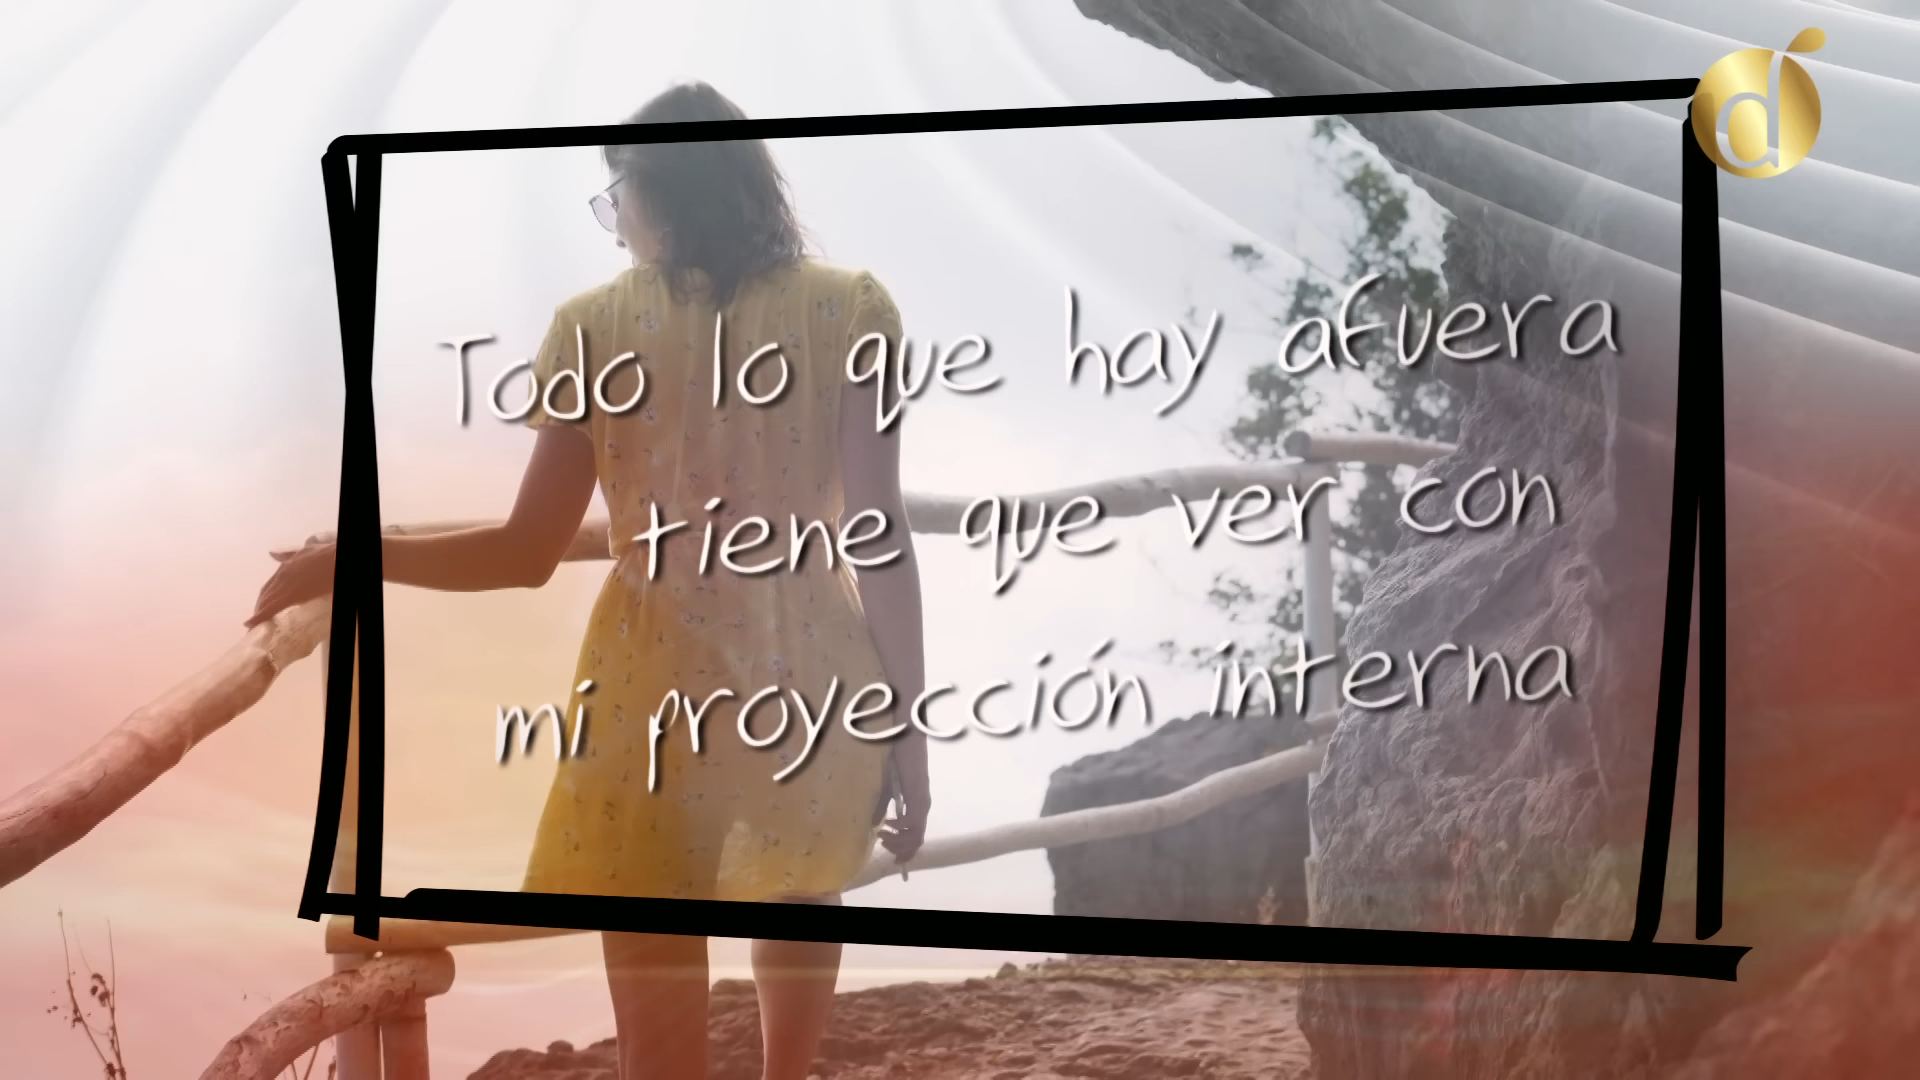 Todo lo que hay afuera
tiene que ver con
mi proyección interna
d